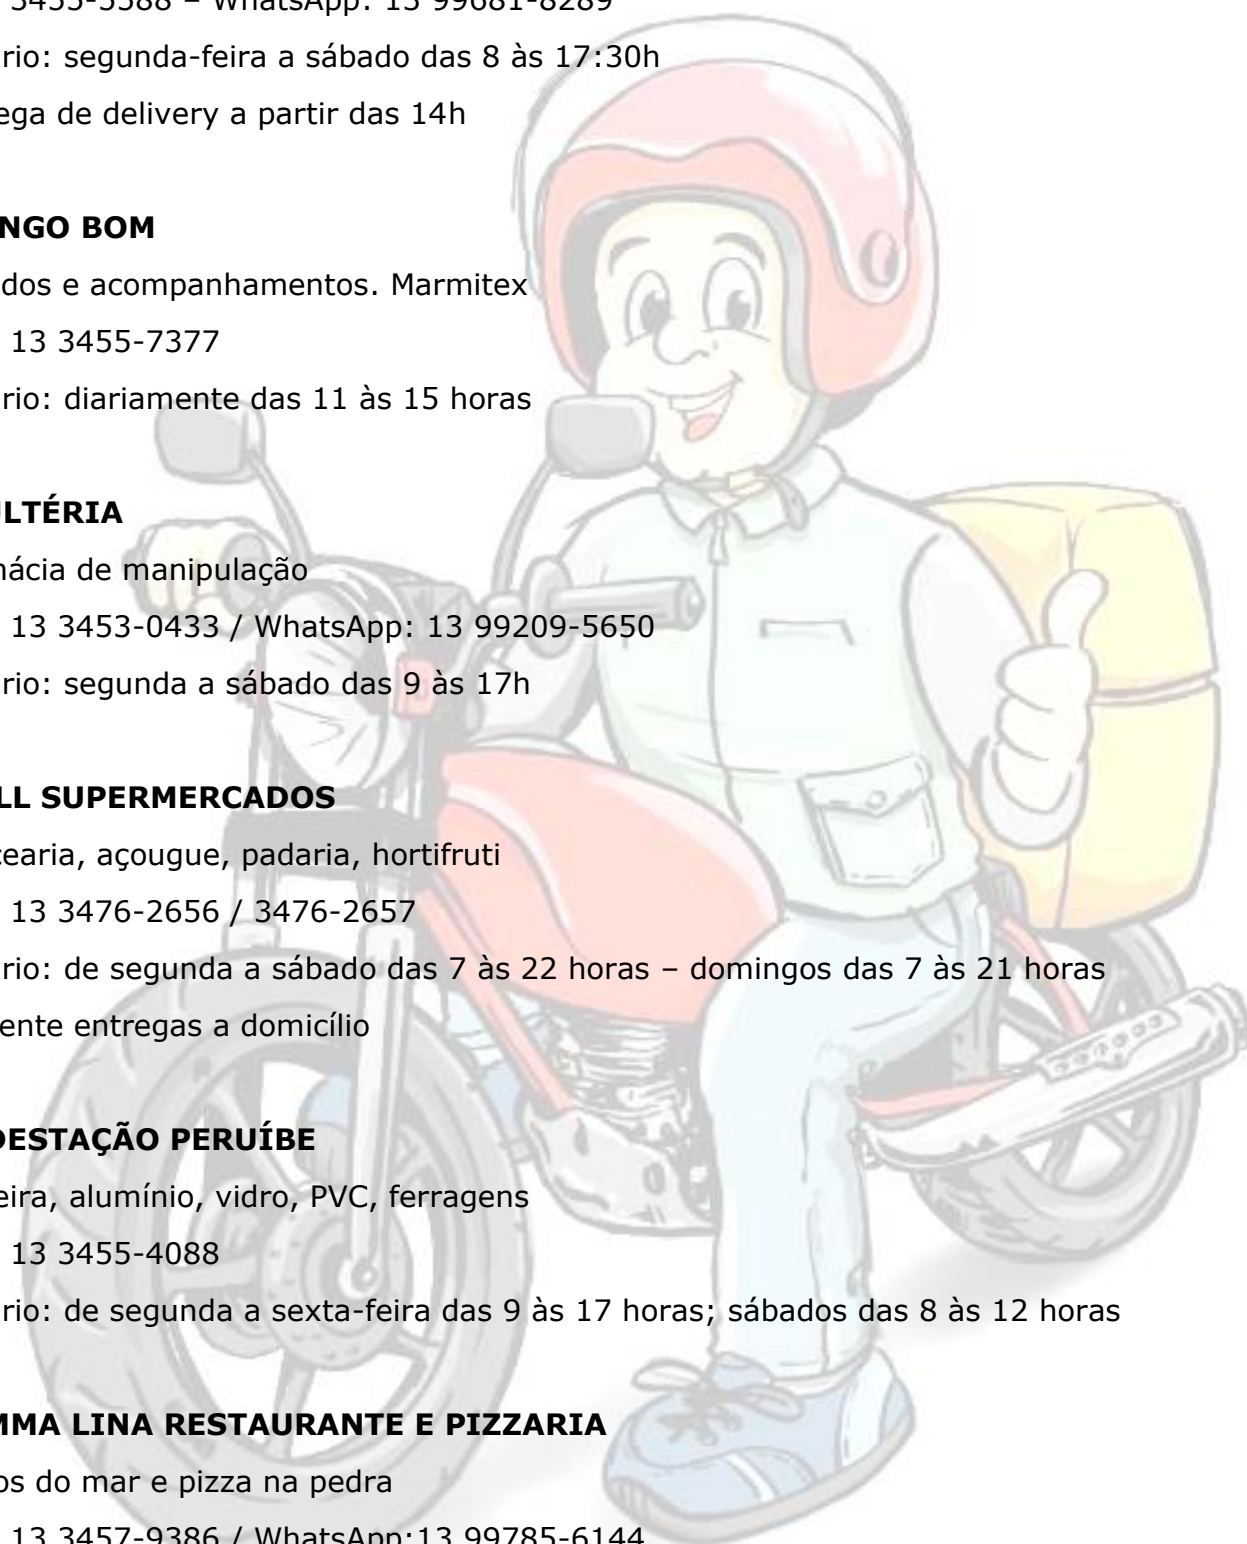 3455-5588 – WhatsApp: 13 99681-8289
rio: segunda-feira a sábado das 8 às 17:30h
ega de delivery a partir das 14h
NGO BOM
dos e acompanhamentos. Marmitex
13 3455-7377
rio: diariamente das 11 às 15 horas
LTÉRIA
nácia de manipulação
13 3453-0433 / WhatsApp: 13 99209-5650
rio: segunda a sábado das 9 às 17h
LL SUPERMERCADOS
cearia, açougue, padaria, hortifruti
13 3476-2656 / 3476-2657
rio: de segunda a sábado das 7 às 22 horas – domingos das 7 às 21 horas
ente entregas a domicílio
DESTAÇÃO PERUÍBE
eira, alumínio, vidro, PVC, ferragens
13 3455-4088
rio: de segunda a sexta-feira das 9 às 17 horas; sábados das 8 às 12 horas
MMA LINA RESTAURANTE E PIZZARIA
os do mar e pizza na pedra
13 3457-9386 / WhatsApp:13 99785-6144